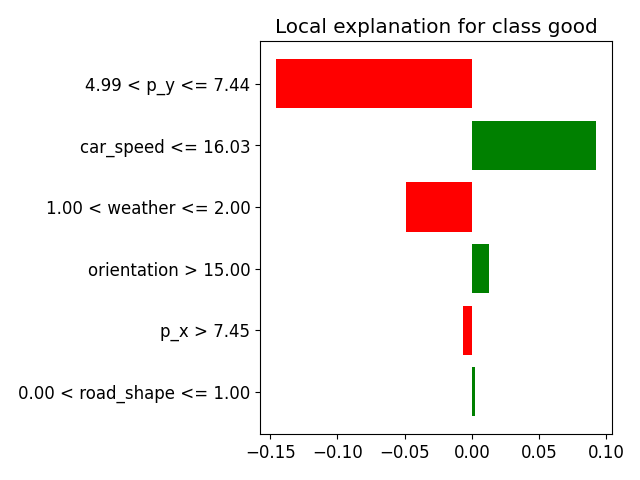 Local explanation for class good
4.99 < p_y <= 7.44
car_speed <= 16.03
1.00 < weather <= 2.00
orientation > 15.00
p_x > 7.45
0.00 < road_shape <= 1.00
−0.15 −0.10 −0.05 0.00 0.05 0.10